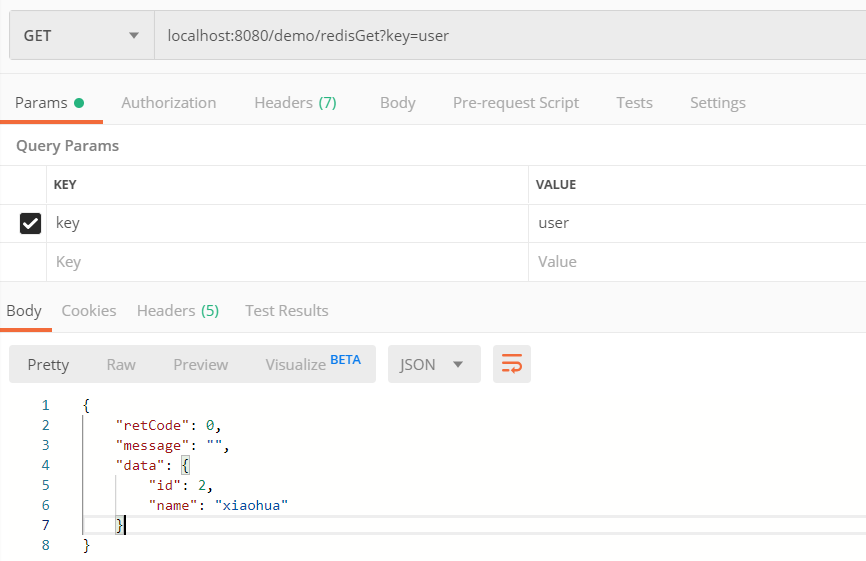 GET localhost:8080/demo/redisGet?key=user
Params Authorization Headers (7) Body Pre-request Script Tests Settings
Query Params
KEY VALUE
key user
Key Value
Body Cookies Headers (5) Test Results
Pretty Raw Preview Visualize BETA JSON
1 {
2 "retCode": 0,
3 "message": "",
4 "data": {
5 "id": 2,
6 "name": "xiaohua"
7 }
8 }